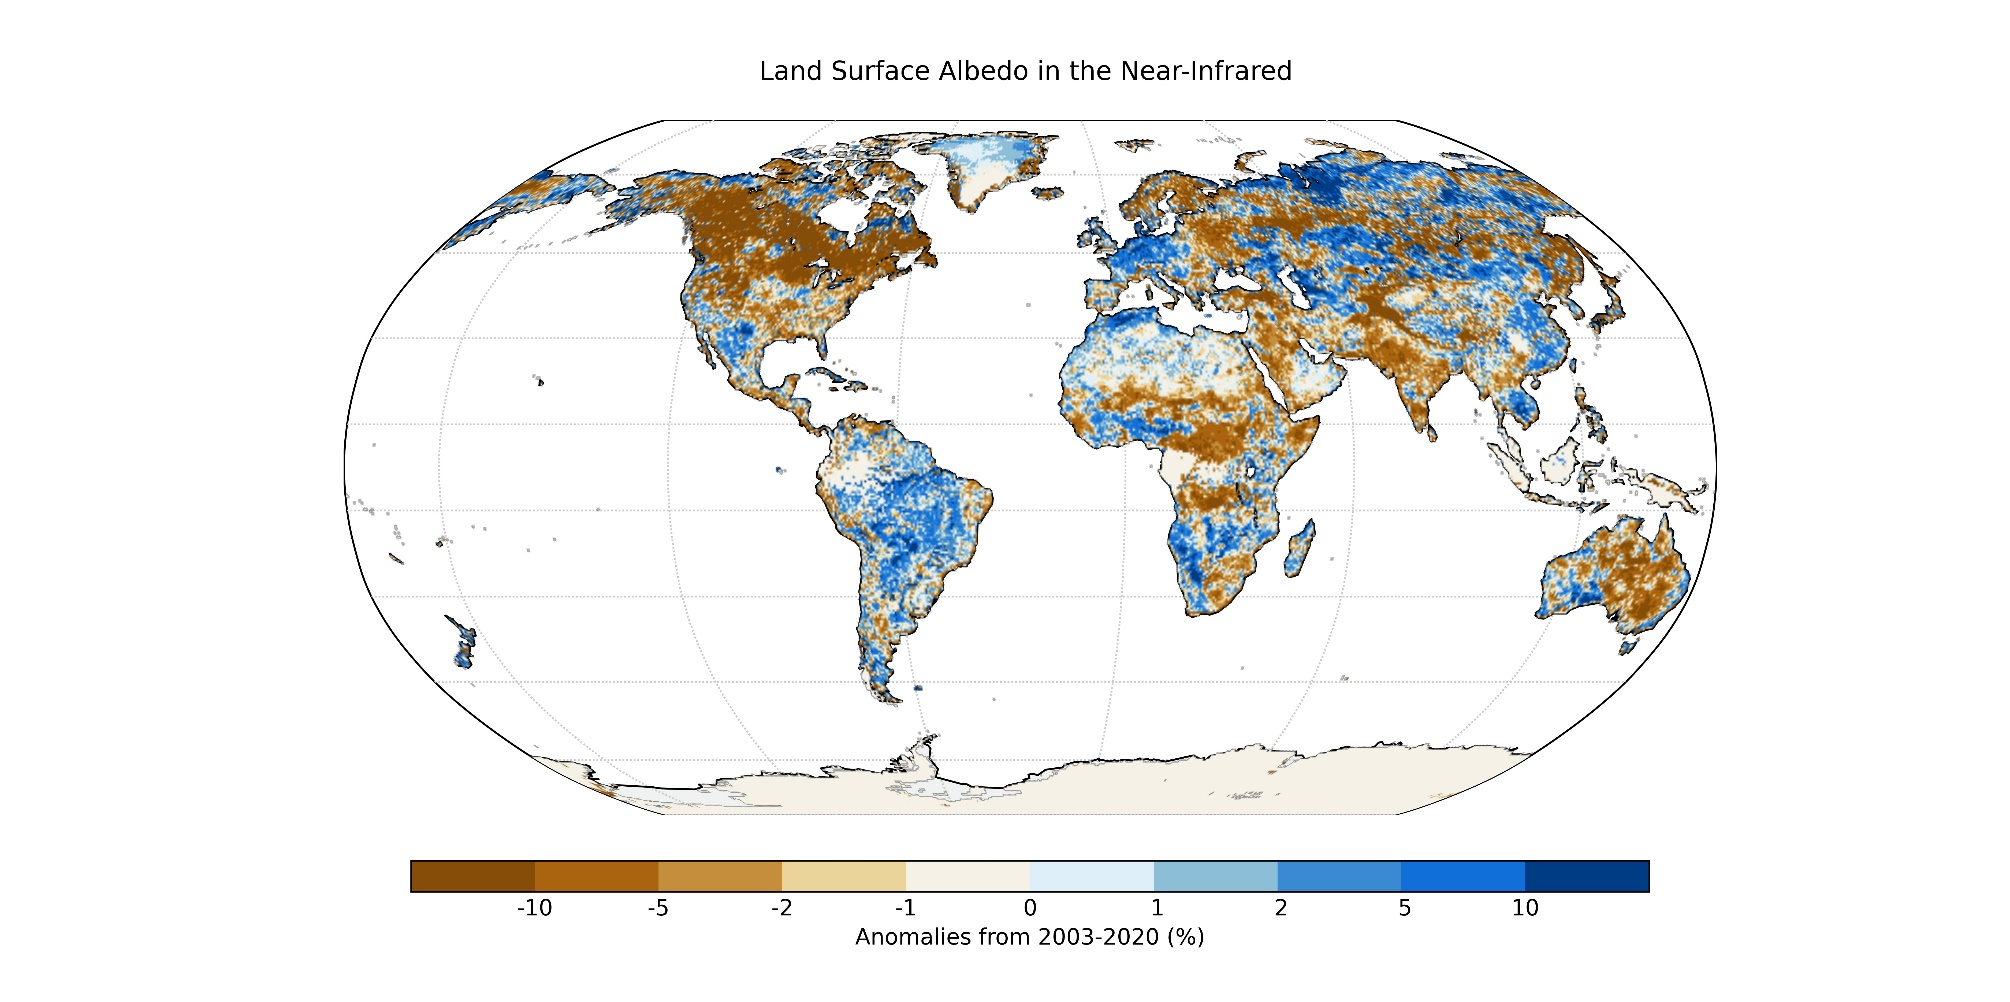 Land Surface Albedo in the Near-Infrared
-10 -5 -2 -1 0 1 2 5 10
Anomalies from 2003-2020 (%)